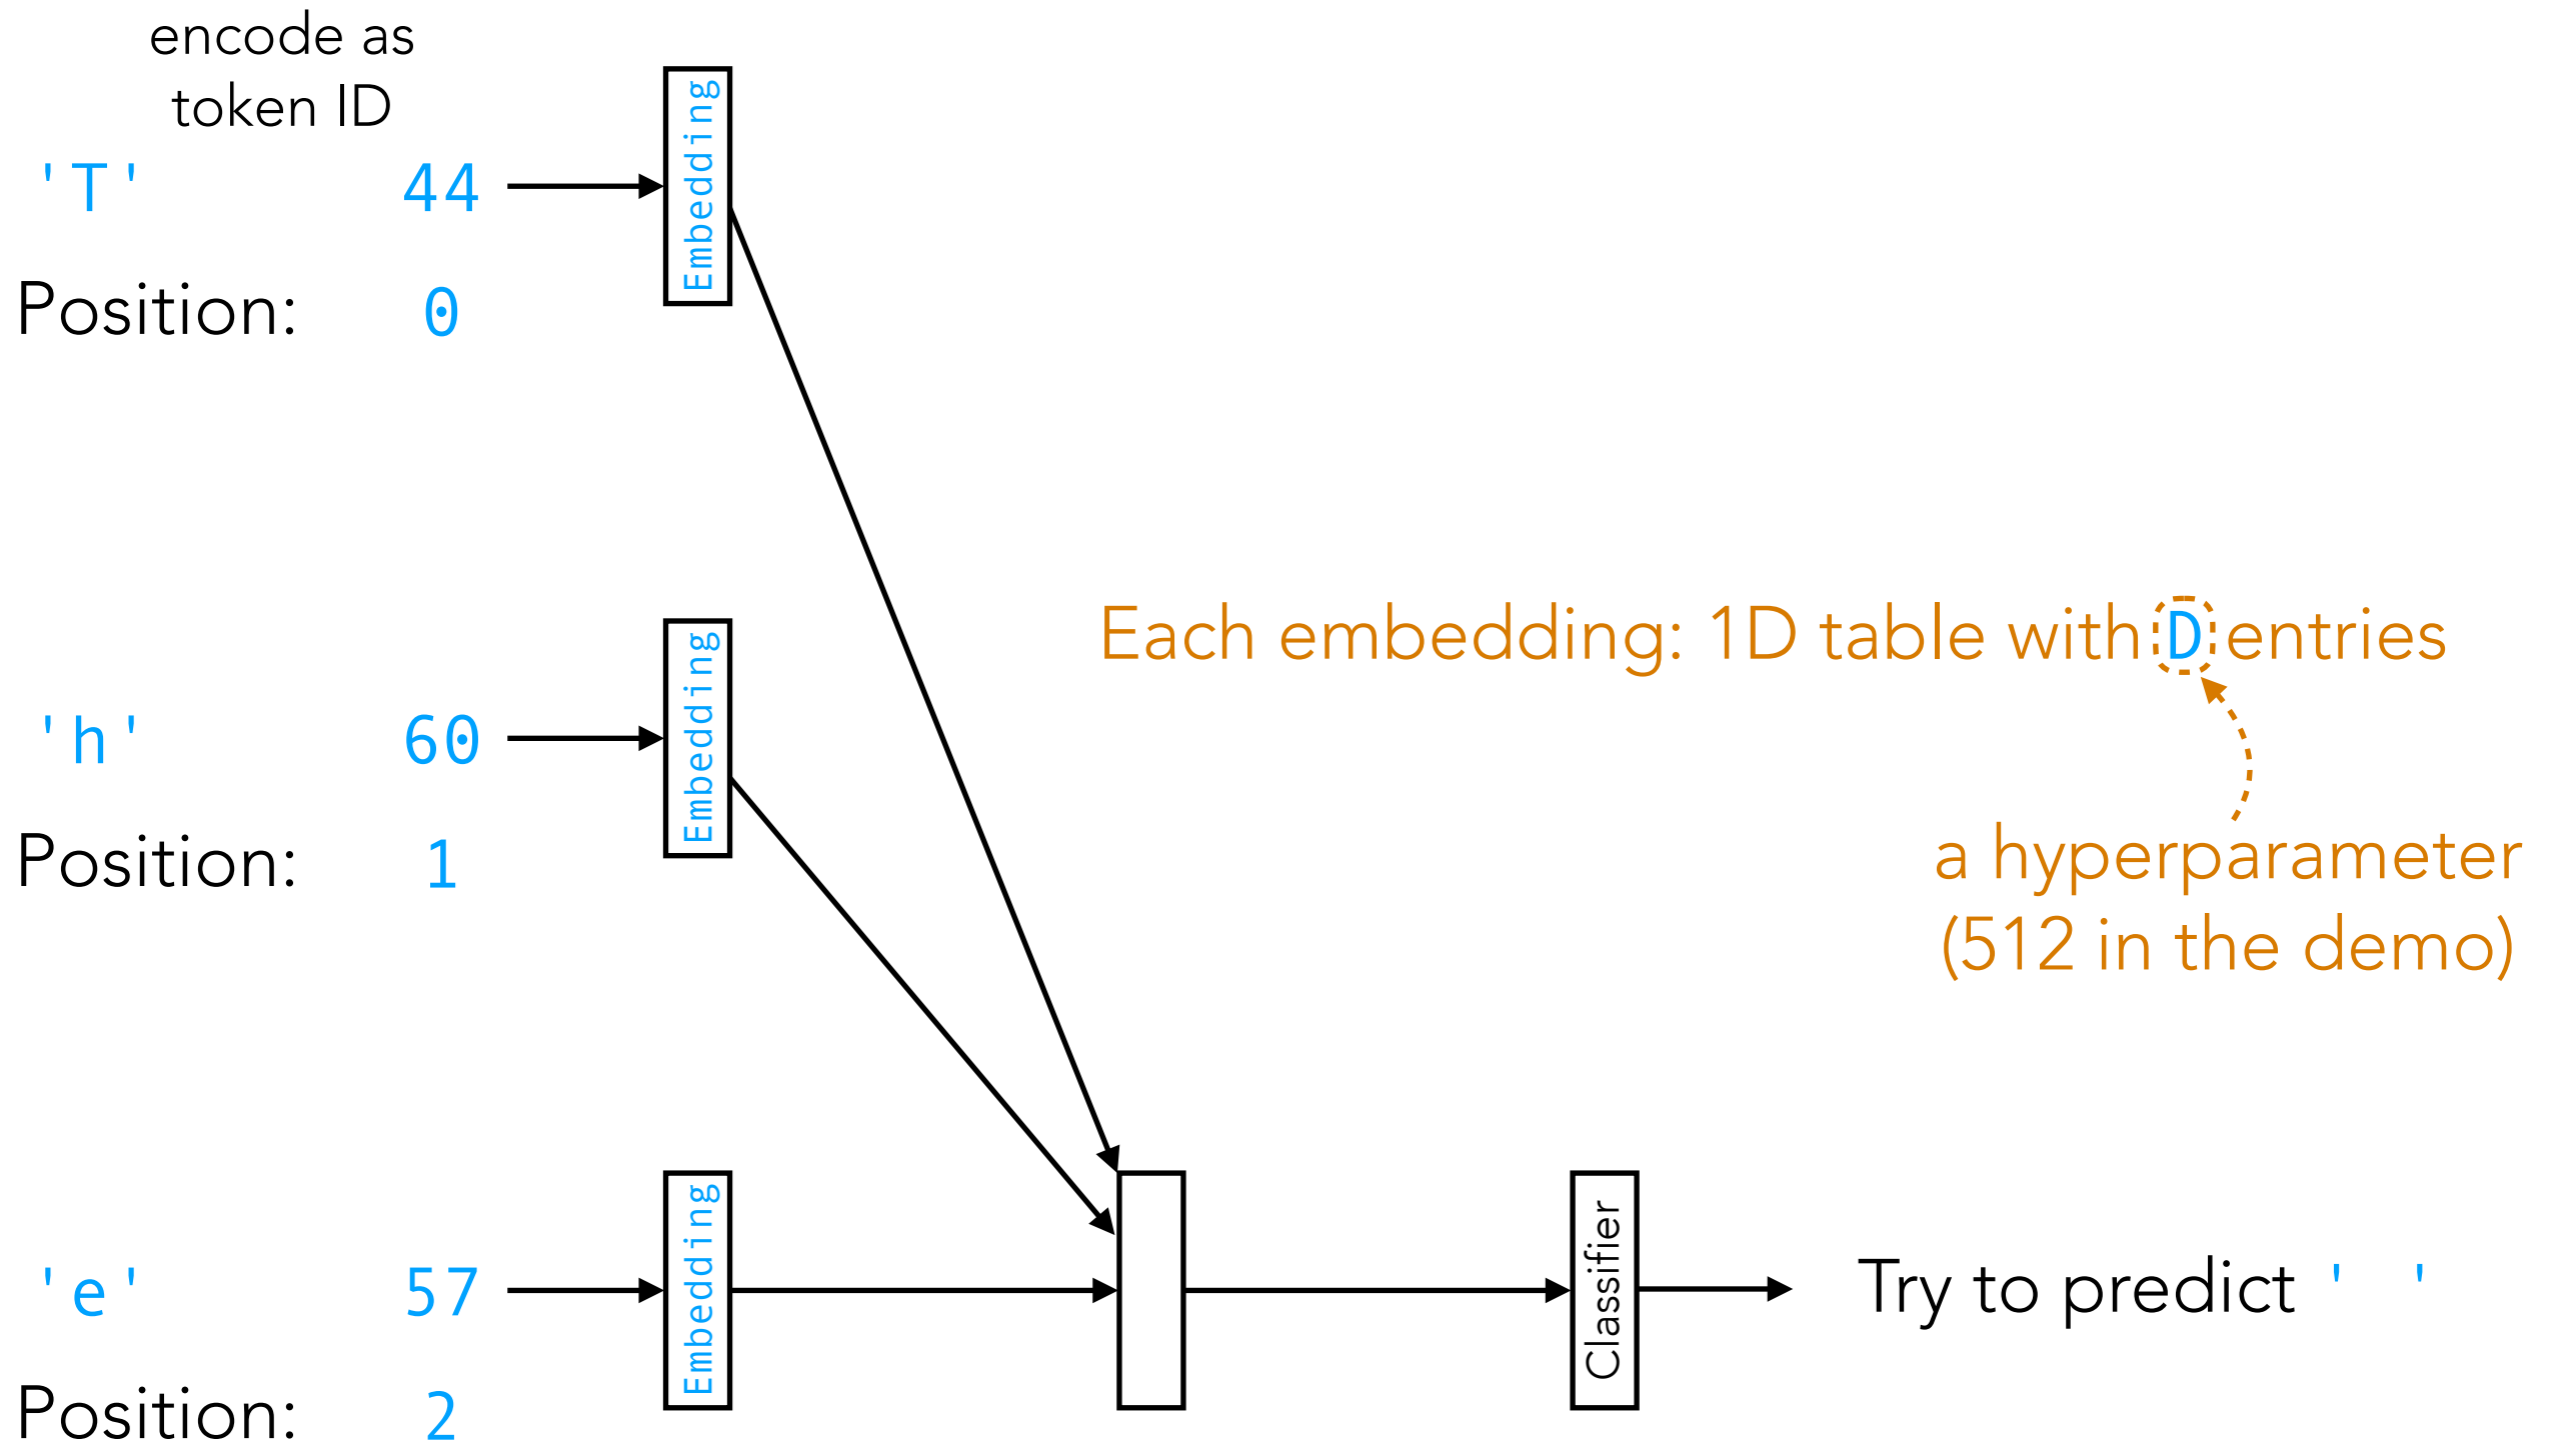 encode as
token ID
'T' 44
Embedding
Position: 0
'h' 60
Embedding
Position: 1
Each embedding: 1D table with D entries
a hyperparameter
(512 in the demo)
'e' 57
Embedding
Classifier
Try to predict ' '
Position: 2